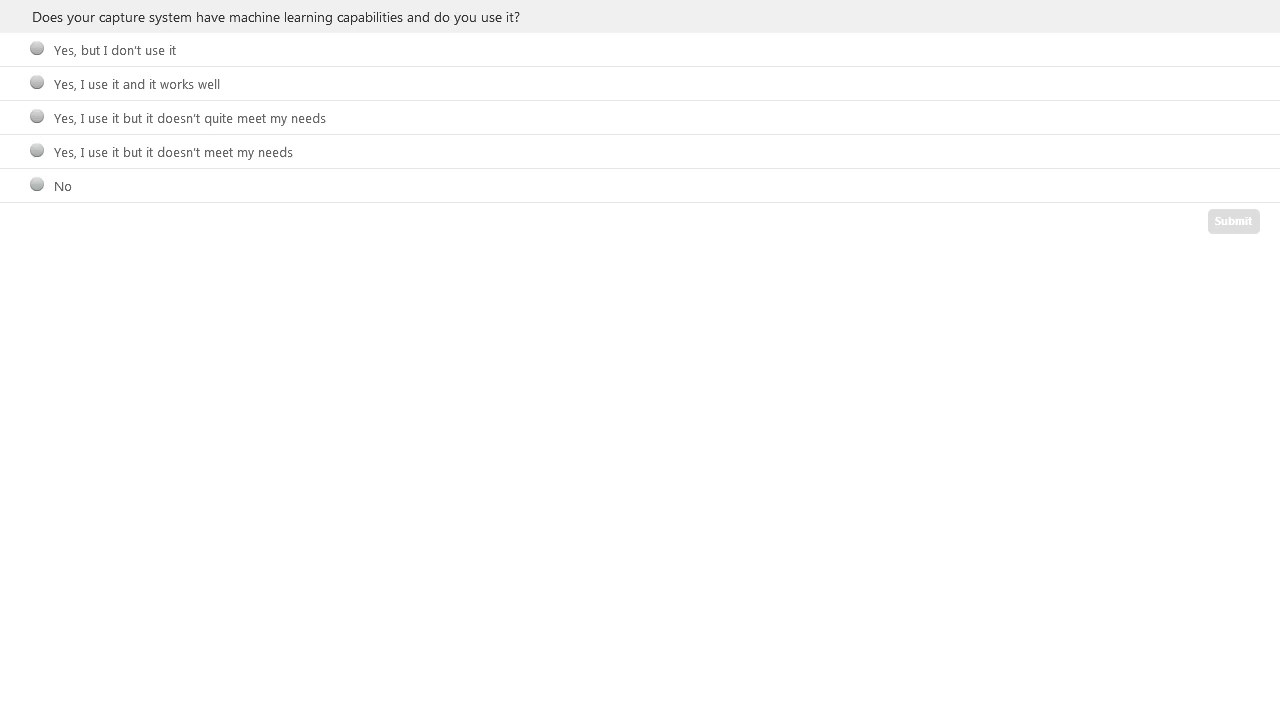 Does your capture system have machine learning capabilities and do you use it?
Yes, but I don't use it
Yes, I use it and it works well
Yes, I use it but it doesn't quite meet my needs
Yes, I use it but it doesn't meet my needs
No
Submit